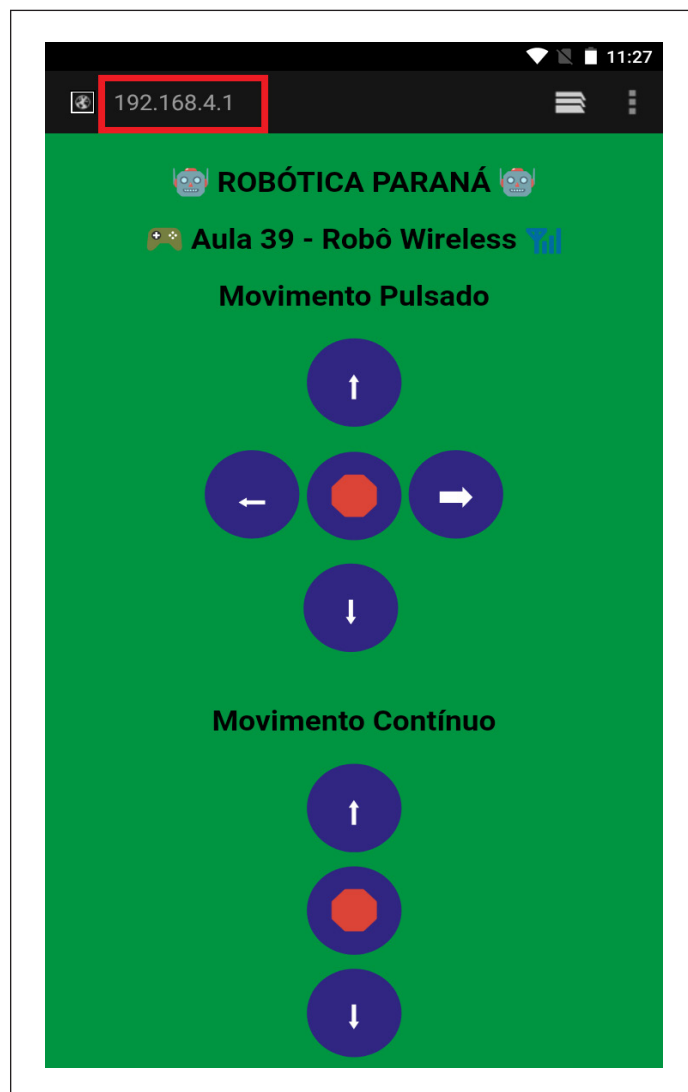 11:27
192.168.4.1
ROBÓTICA PARANÁ
Aula 39 - Robô Wireless
Movimento Pulsado
Movimento Contínuo